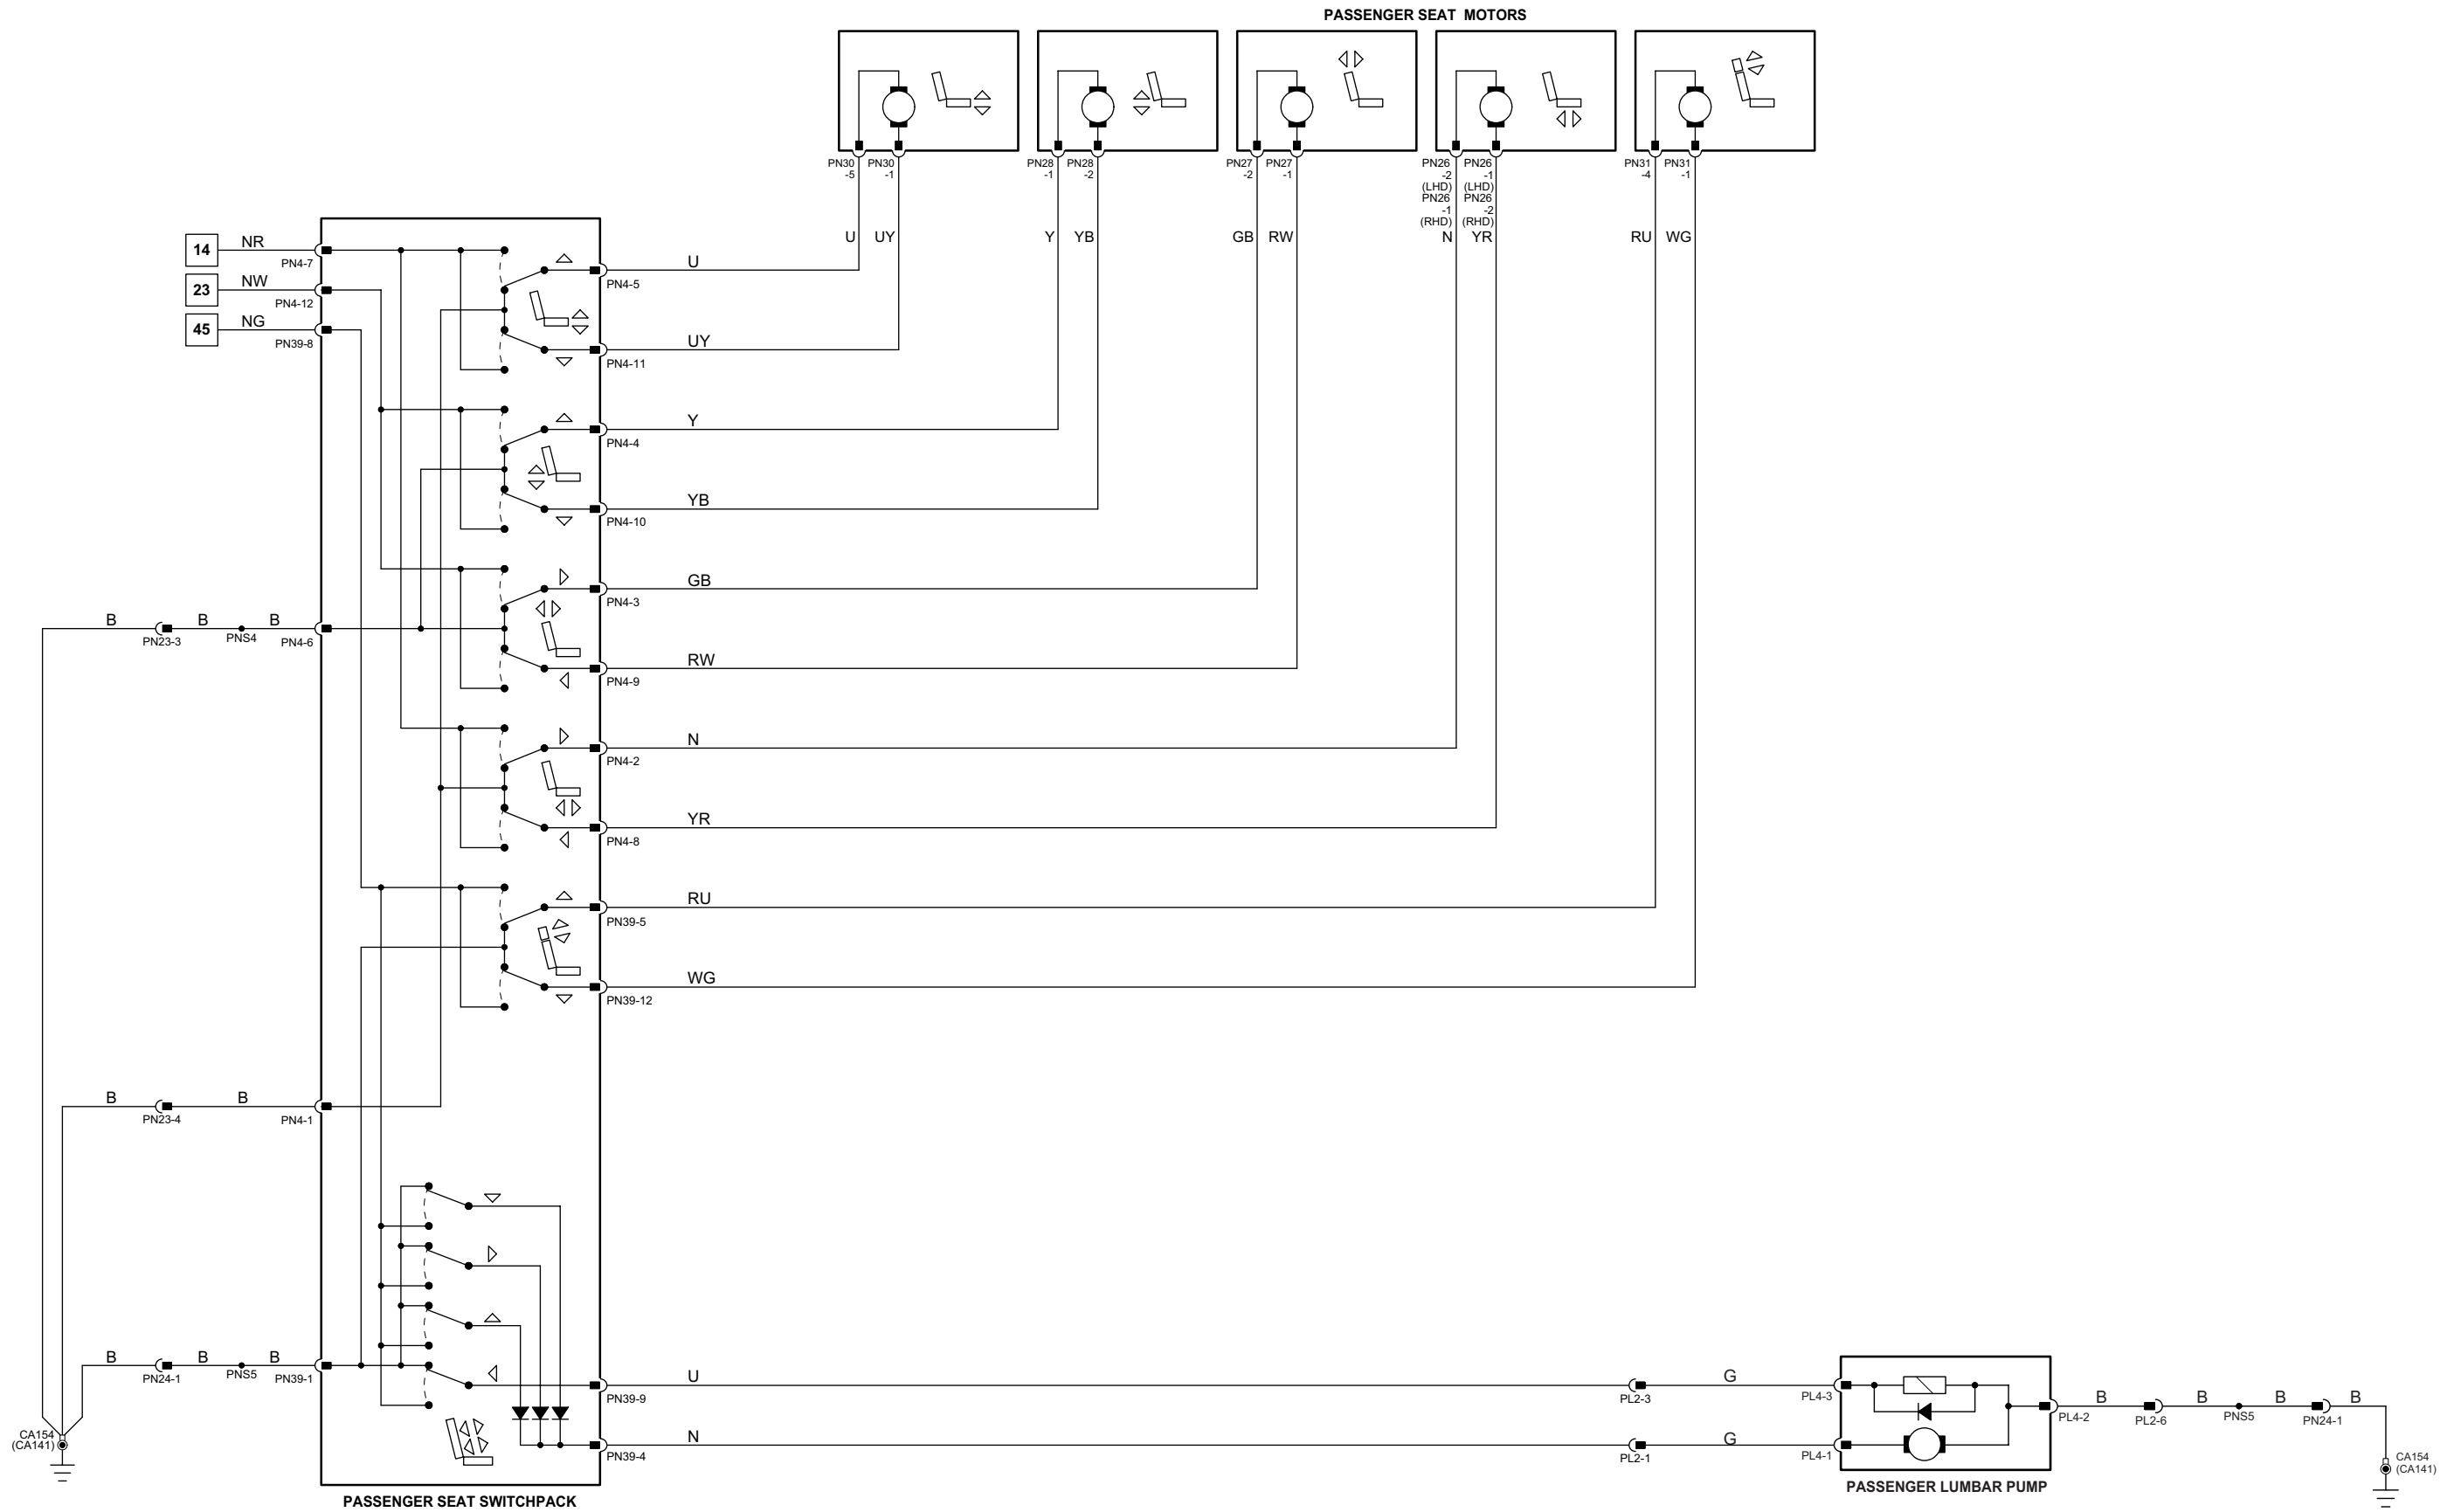 PASSENGER SEAT MOTORS
PN30 -5
PN30 -1
PN28 -1
PN28 -2
PN27 -2
PN27 -1
PN26 -2 (LHD) PN26 -1 (RHD)
PN26 -1 (LHD) PN26 -2 (RHD)
PN31 -4
PN31 -1
U UY Y YB GB RW N YR RU WG
14 NR PN4-7
23 NW PN4-12
45 NG PN39-8
U PN4-5
UY PN4-11
Y PN4-4
YB PN4-10
GB PN4-3
B PN23-3 B PNS4 B PN4-6
RW PN4-9
N PN4-2
YR PN4-8
RU PN39-5
WG PN39-12
B PN23-4 B PN4-1
B PN24-1 B PNS5 B PN39-1
U PN39-9
PL2-3 G PL4-3
N PN39-4
PL2-1 G PL4-1
PL4-2 B PL2-6 B PNS5 B PN24-1 B
CA154 (CA141)
CA154 (CA141)
PASSENGER SEAT SWITCHPACK
PASSENGER LUMBAR PUMP